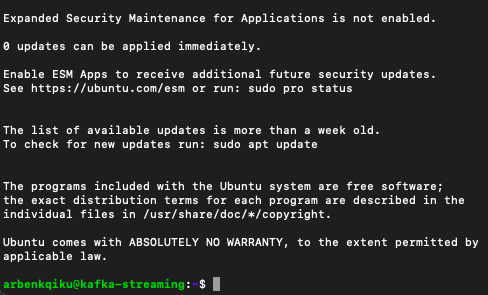 Expanded Security Maintenance for Applications is not enabled.
0 updates can be applied immediately.
Enable ESM Apps to receive additional future security updates.
See https://ubuntu.com/esm or run: sudo pro status
The list of available updates is more than a week old.
To check for new updates run: sudo apt update
The programs included with the Ubuntu system are free software;
the exact distribution terms for each program are described in the
individual files in /usr/share/doc/*/copyright.
Ubuntu comes with ABSOLUTELY NO WARRANTY, to the extent permitted by
applicable law.
arbenkqiku@kafka-streaming:~$